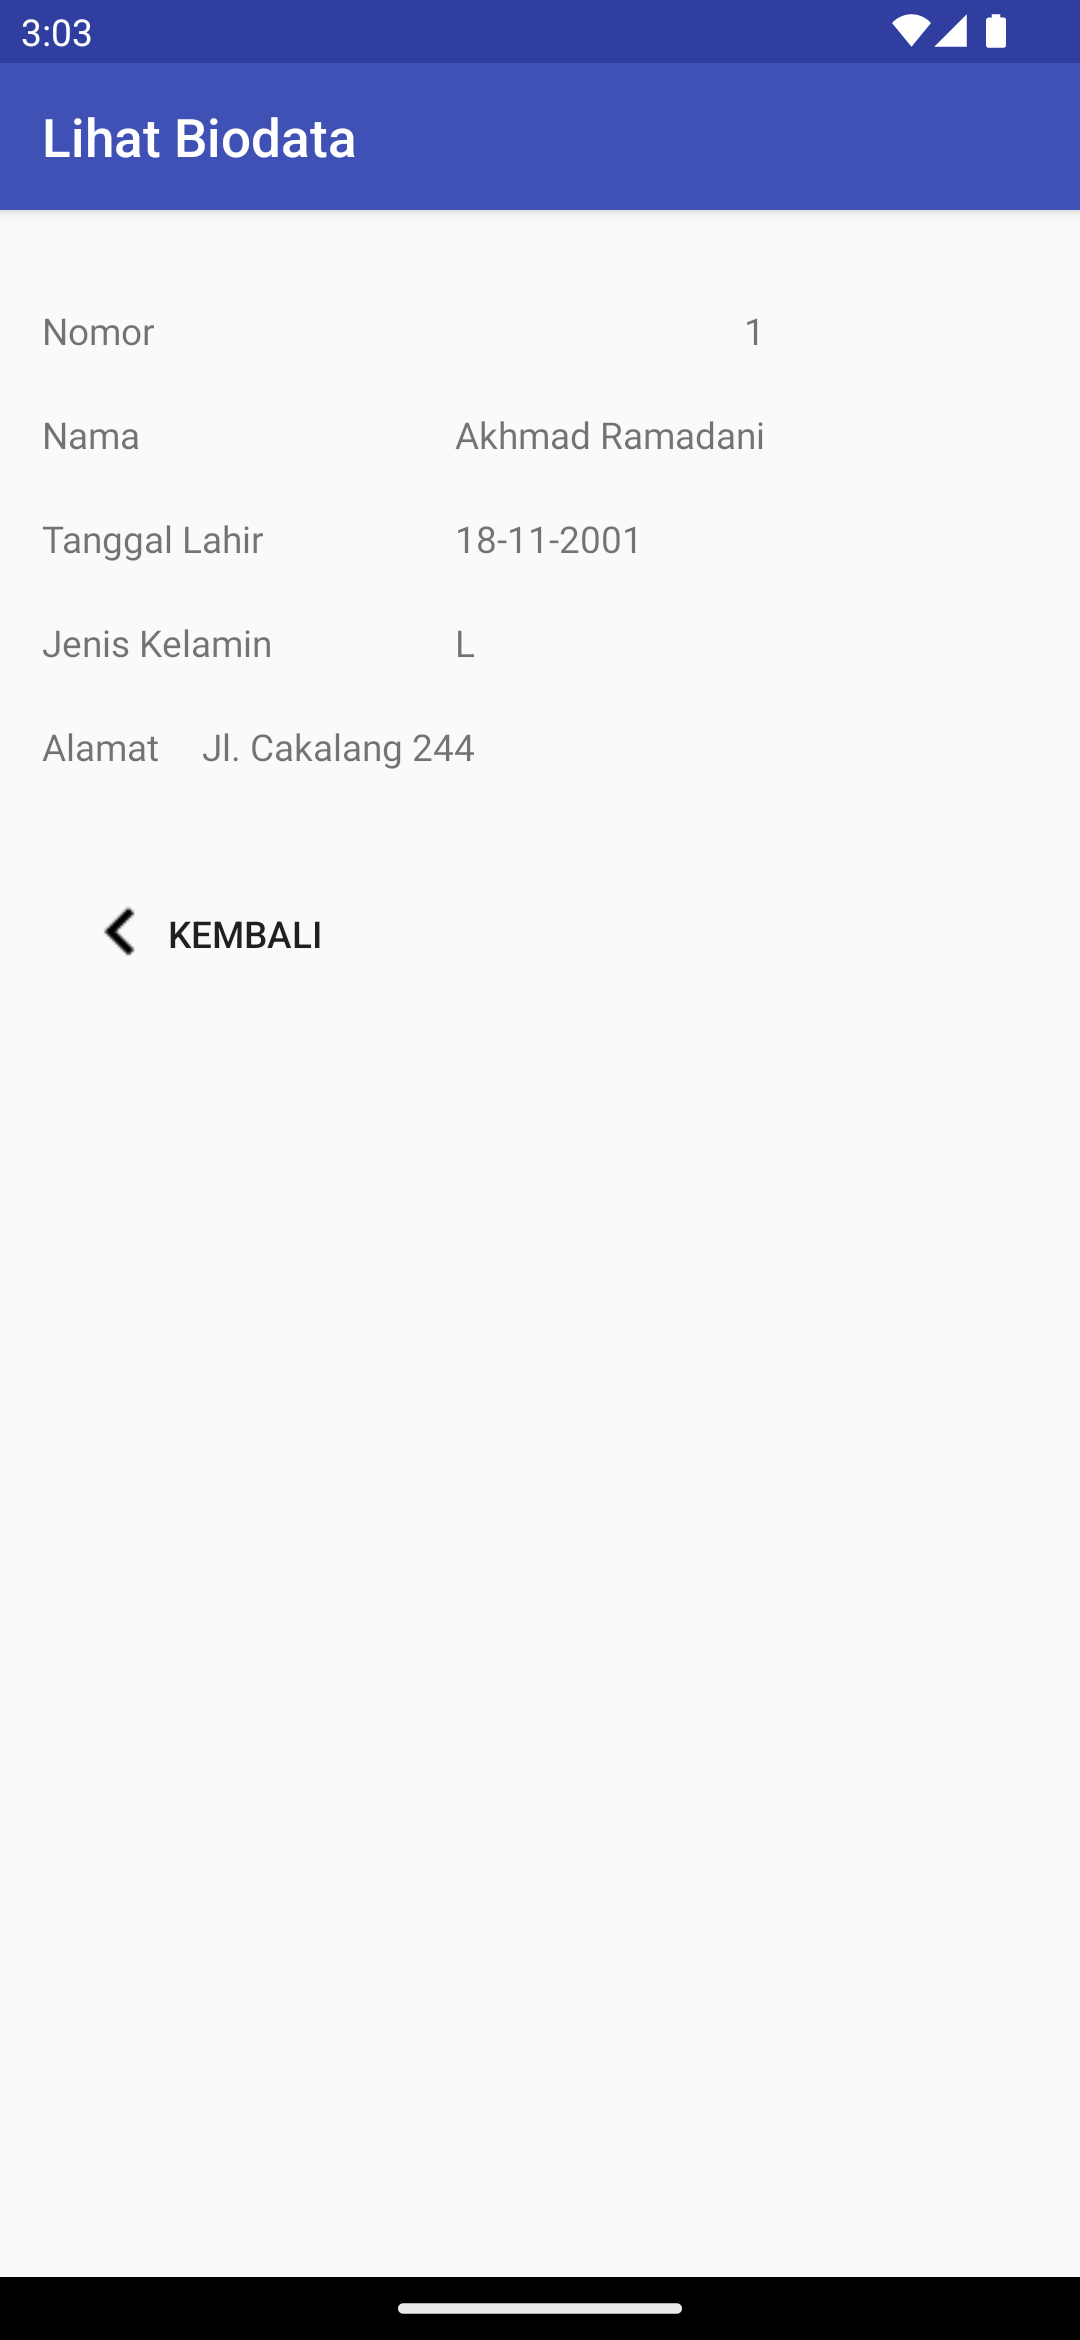 3:03
Lihat Biodata
Nomor 1
Nama Akhmad Ramadani
Tanggal Lahir 18-11-2001
Jenis Kelamin L
Alamat Jl. Cakalang 244
KEMBALI